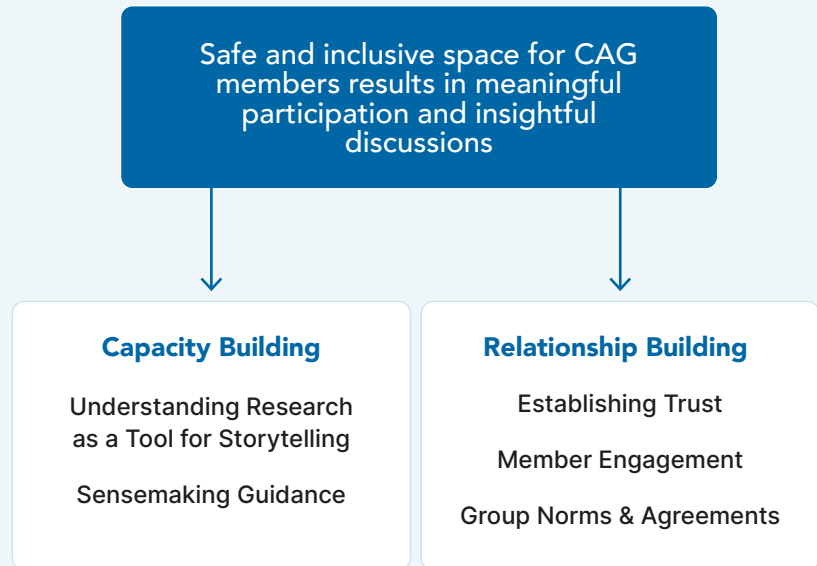 Safe and inclusive space for CAG
members results in meaningful
participation and insightful
discussions
Capacity Building
Understanding Research
as a Tool for Storytelling
Sensemaking Guidance
Relationship Building
Establishing Trust
Member Engagement
Group Norms & Agreements